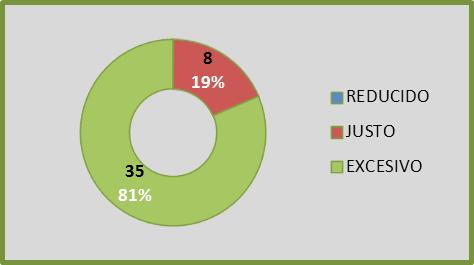 8
19%
35
81%
REDUCIDO
JUSTO
EXCESIVO